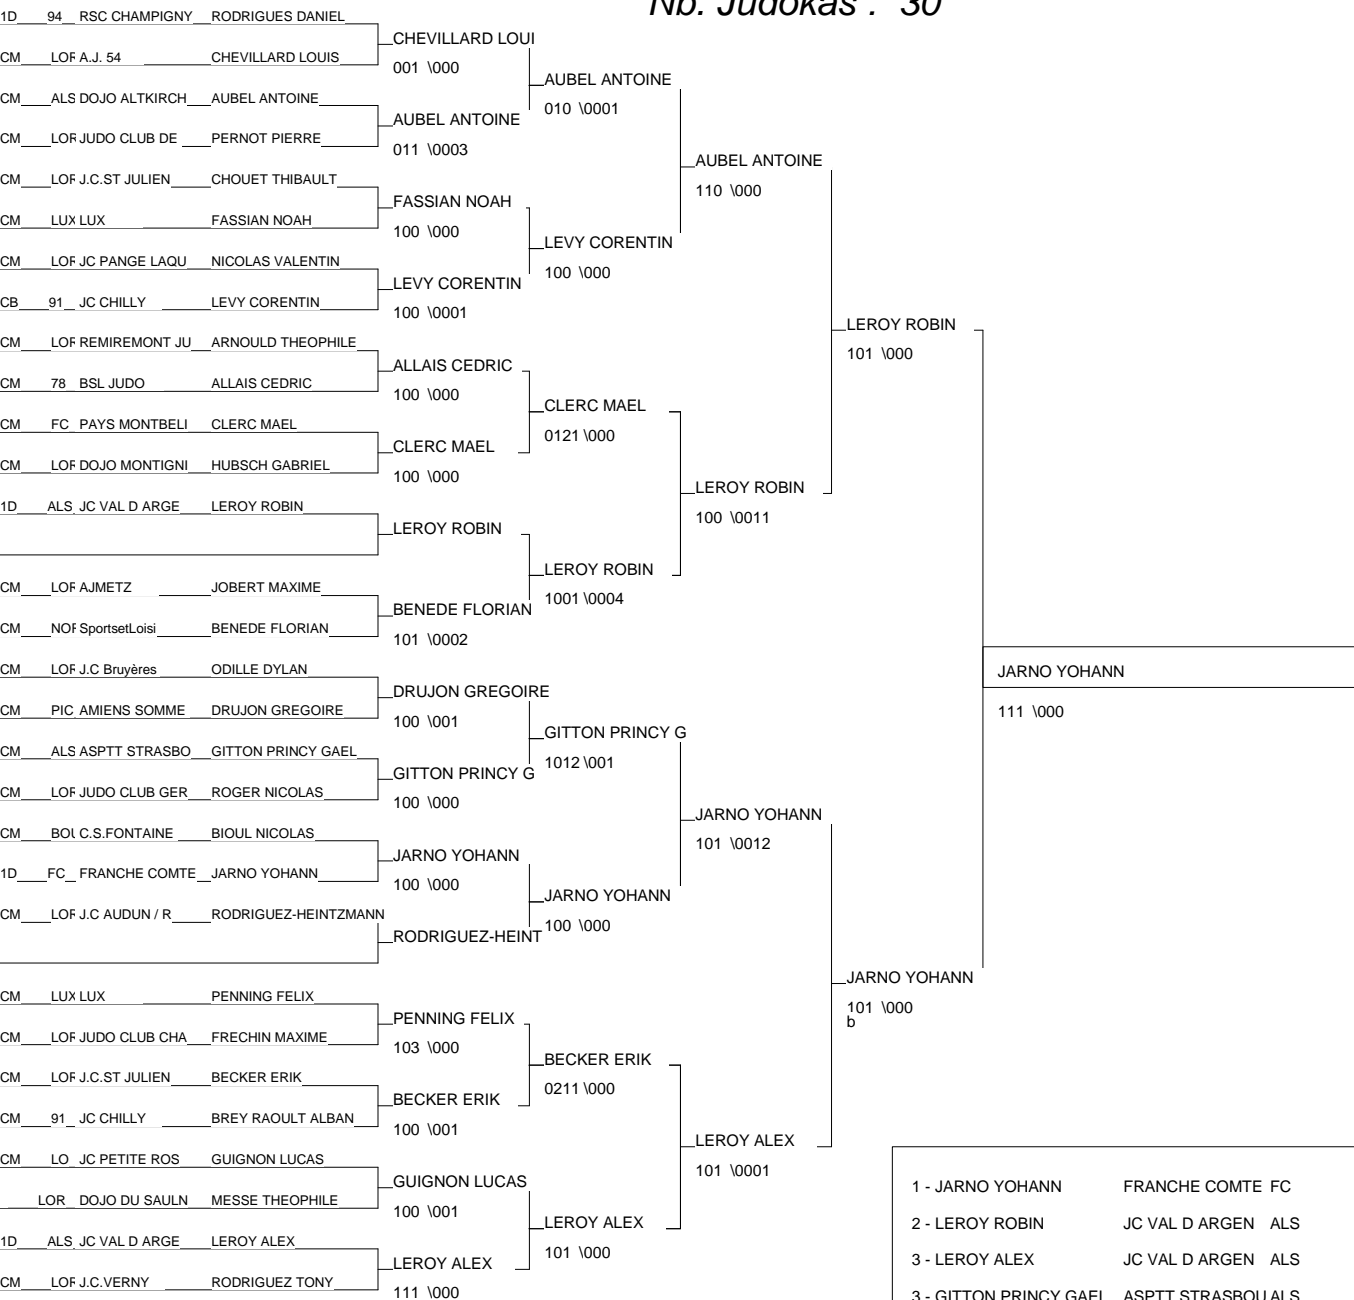 Nb. Judokas : 30
1D 94 RSC CHAMPIGNY RODRIGUES DANIEL
CM LOR A.J. 54 CHEVILLARD LOUIS
CM ALS DOJO ALTKIRCH AUBEL ANTOINE
CM LOR JUDO CLUB DE PERNOT PIERRE
CM LOR J.C.ST JULIEN CHOUET THIBAULT
CM LUX LUX FASSIAN NOAH
CM LOR JC PANGE LAQU NICOLAS VALENTIN
CB 91 JC CHILLY LEVY CORENTIN
CM LOR REMIREMONT JU ARNOULD THEOPHILE
CM 78 BSL JUDO ALLAIS CEDRIC
CM FC PAYS MONTBELI CLERC MAEL
CM LOR DOJO MONTIGNI HUBSCH GABRIEL
1D ALS JC VAL D ARGE LEROY ROBIN
CM LOR AJMETZ JOBERT MAXIME
CM NOR SportsetLoisi BENEDE FLORIAN
CM LOR J.C Bruyères ODILLE DYLAN
CM PIC AMIENS SOMME DRUJON GREGOIRE
CM ALS ASPTT STRASBO GITTON PRINCY GAEL
CM LOR JUDO CLUB GER ROGER NICOLAS
CM BOU C.S.FONTAINE BIOUL NICOLAS
1D FC FRANCHE COMTE JARNO YOHANN
CM LOR J.C AUDUN / R RODRIGUEZ-HEINTZMANN
CM LUX LUX PENNING FELIX
CM LOR JUDO CLUB CHA FRECHIN MAXIME
CM LOR J.C.ST JULIEN BECKER ERIK
CM 91 JC CHILLY BREY RAOULT ALBAN
CM LO JC PETITE ROS GUIGNON LUCAS
LOR DOJO DU SAULN MESSE THEOPHILE
1D ALS JC VAL D ARGE LEROY ALEX
CM LOR J.C.VERNY RODRIGUEZ TONY
CHEVILLARD LOUI
001 \000
AUBEL ANTOINE
011 \0003
FASSIAN NOAH
100 \000
LEVY CORENTIN
100 \0001
ALLAIS CEDRIC
100 \000
CLERC MAEL
100 \000
LEROY ROBIN
BENEDE FLORIAN
101 \0002
DRUJON GREGOIRE
100 \001
GITTON PRINCY G
100 \000
JARNO YOHANN
100 \000
RODRIGUEZ-HEINT
PENNING FELIX
103 \000
BECKER ERIK
100 \001
GUIGNON LUCAS
100 \001
LEROY ALEX
111 \000
AUBEL ANTOINE
010 \0001
LEVY CORENTIN
100 \000
CLERC MAEL
0121 \000
LEROY ROBIN
1001 \0004
GITTON PRINCY G
1012 \001
JARNO YOHANN
100 \000
BECKER ERIK
0211 \000
LEROY ALEX
101 \000
AUBEL ANTOINE
110 \000
LEROY ROBIN
100 \0011
JARNO YOHANN
101 \0012
LEROY ALEX
101 \0001
LEROY ROBIN
101 \000
JARNO YOHANN
101 \000
b
JARNO YOHANN
111 \000
1 - JARNO YOHANN FRANCHE COMTE FC
2 - LEROY ROBIN JC VAL D ARGEN ALS
3 - LEROY ALEX JC VAL D ARGEN ALS
3 - GITTON PRINCY GAEL ASPTT STRASBOU ALS